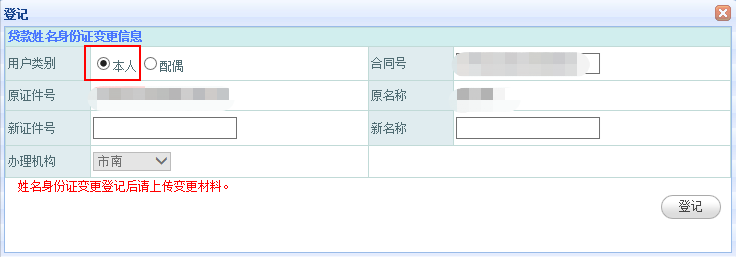 登记
贷款姓名身份证变更信息
用户类别 本人 配偶 合同号
原证件号 原名称
新证件号 新名称
办理机构 市南
姓名身份证变更登记后请上传变更材料。
登记